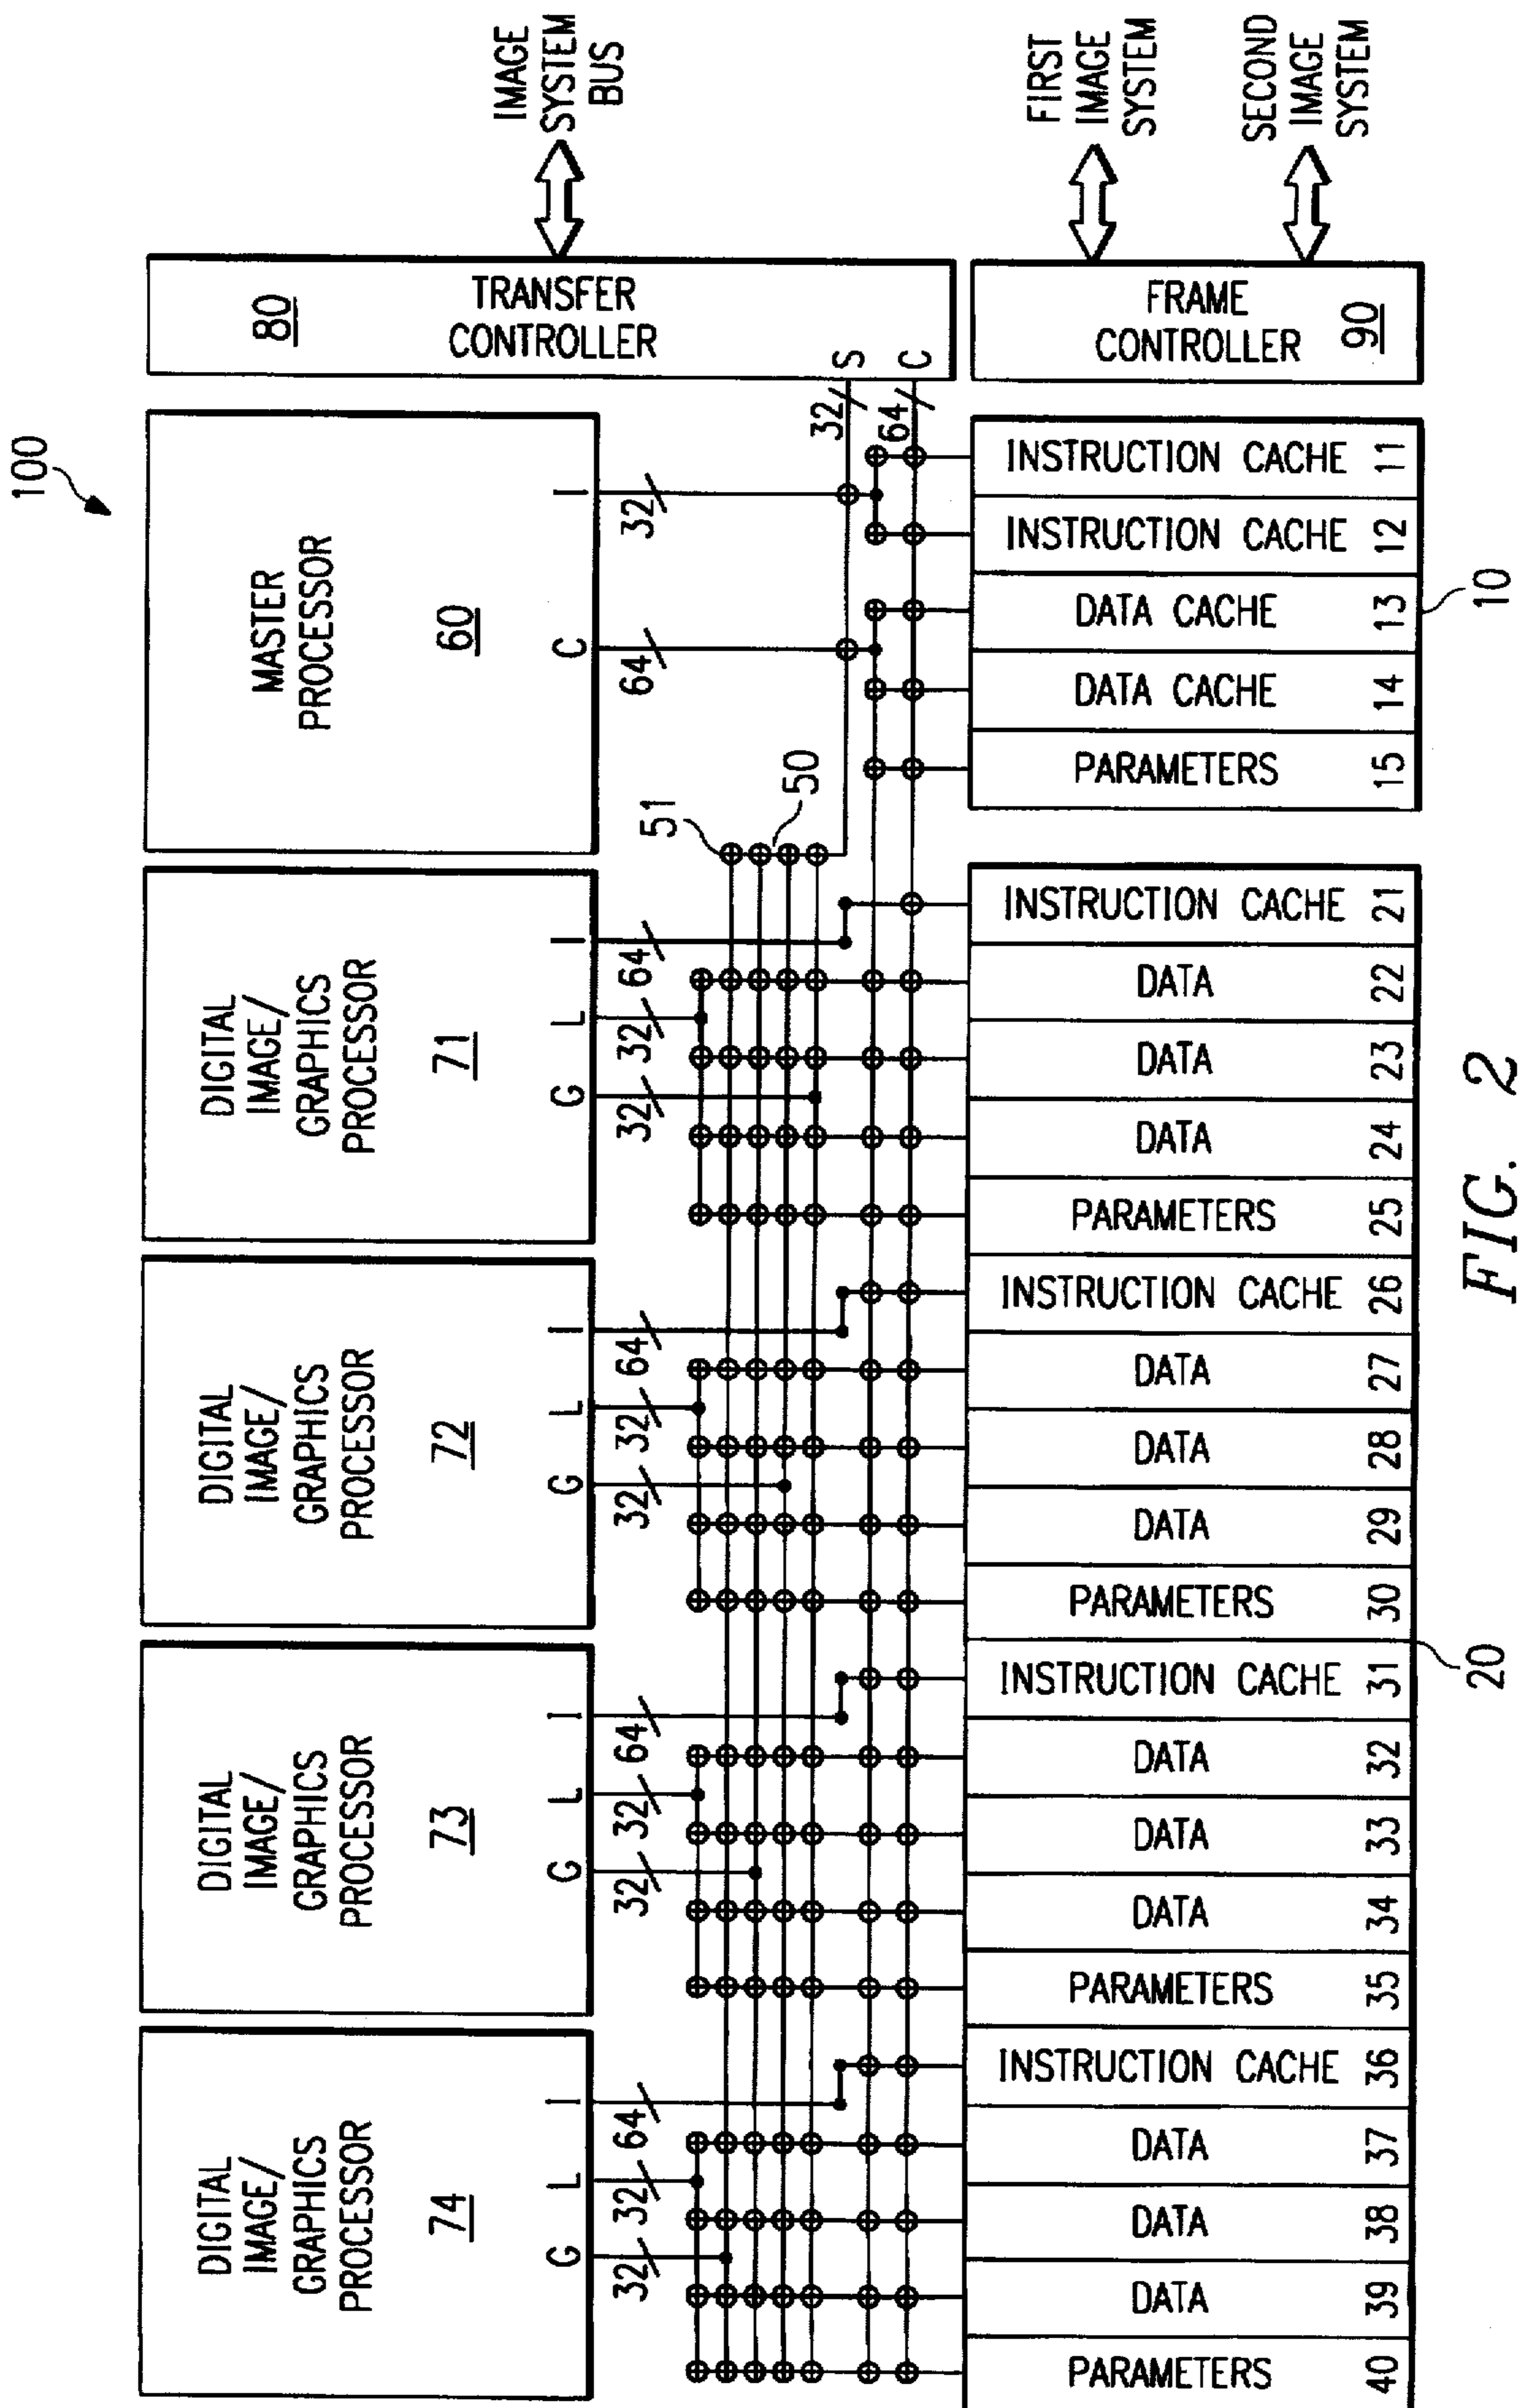 100
DIGITAL
IMAGE/
GRAPHICS
PROCESSOR
74
G
L
I
DIGITAL
IMAGE/
GRAPHICS
PROCESSOR
73
G
L
I
DIGITAL
IMAGE/
GRAPHICS
PROCESSOR
72
G
L
I
DIGITAL
IMAGE/
GRAPHICS
PROCESSOR
71
G
L
I
MASTER
PROCESSOR
60
C
I
80
TRANSFER
CONTROLLER
S
C
IMAGE
SYSTEM
BUS
32
32
64
32
32
64
32
32
64
32
32
64
64
32
51
50
32
64
PARAMETERS 40
DATA 39
DATA 38
DATA 37
INSTRUCTION CACHE 36
PARAMETERS 35
DATA 34
DATA 33
DATA 32
INSTRUCTION CACHE 31
PARAMETERS 30
DATA 29
DATA 28
DATA 27
INSTRUCTION CACHE 26
PARAMETERS 25
DATA 24
DATA 23
DATA 22
INSTRUCTION CACHE 21
PARAMETERS 15
DATA CACHE 14
DATA CACHE 13
INSTRUCTION CACHE 12
INSTRUCTION CACHE 11
FRAME
CONTROLLER
90
FIRST
IMAGE
SYSTEM
SECOND
IMAGE
SYSTEM
20
10
FIG. 2